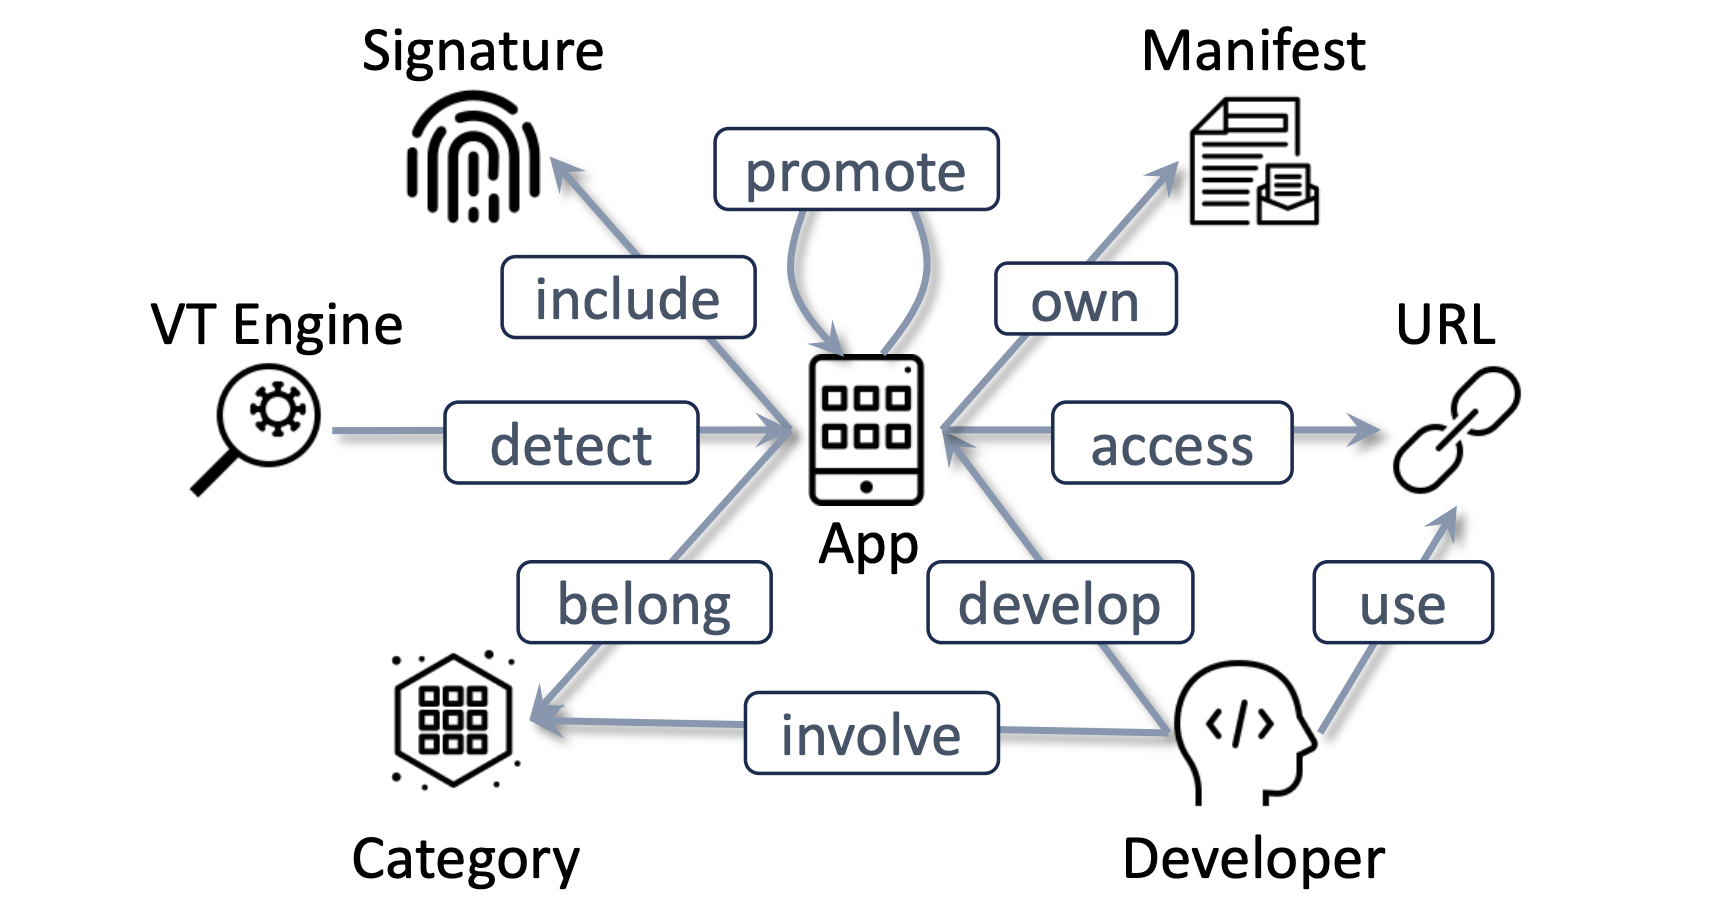 Signature
Manifest
promote
include
own
VT Engine
URL
detect
access
App
belong
develop
use
</>
involve
Category
Developer